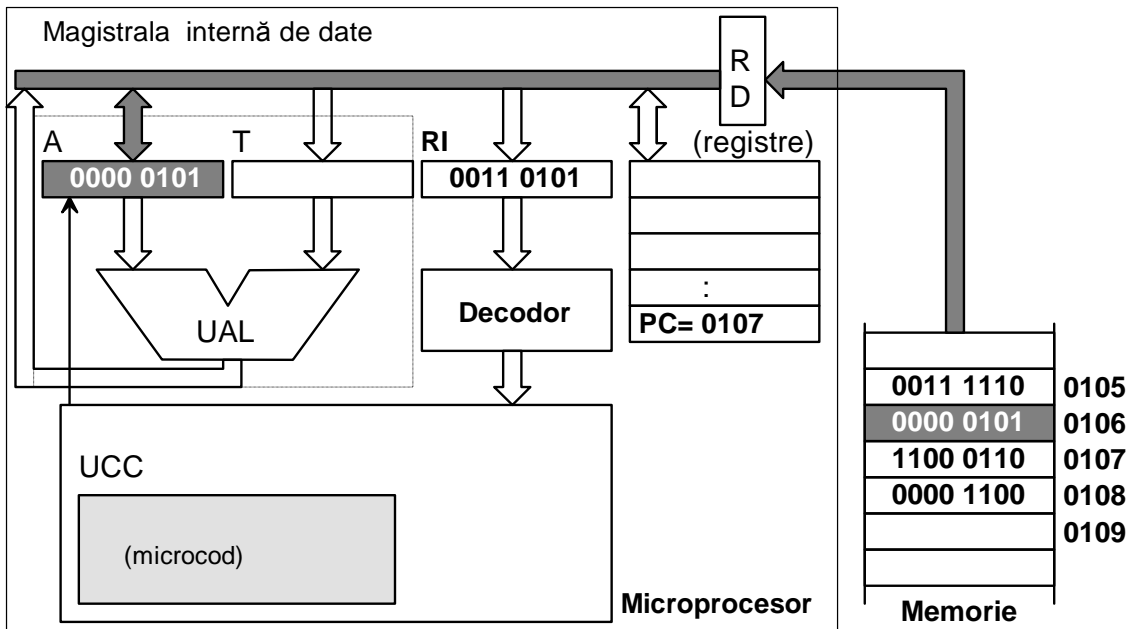 Magistrala internă de date
R
D
A
T
RI
(registre)
0000 0101
0011 0101
:
PC= 0107
UAL
Decodor
UCC
(microcod)
Microprocesor
0011 1110 0105
0000 0101 0106
1100 0110 0107
0000 1100 0108
0109
Memorie